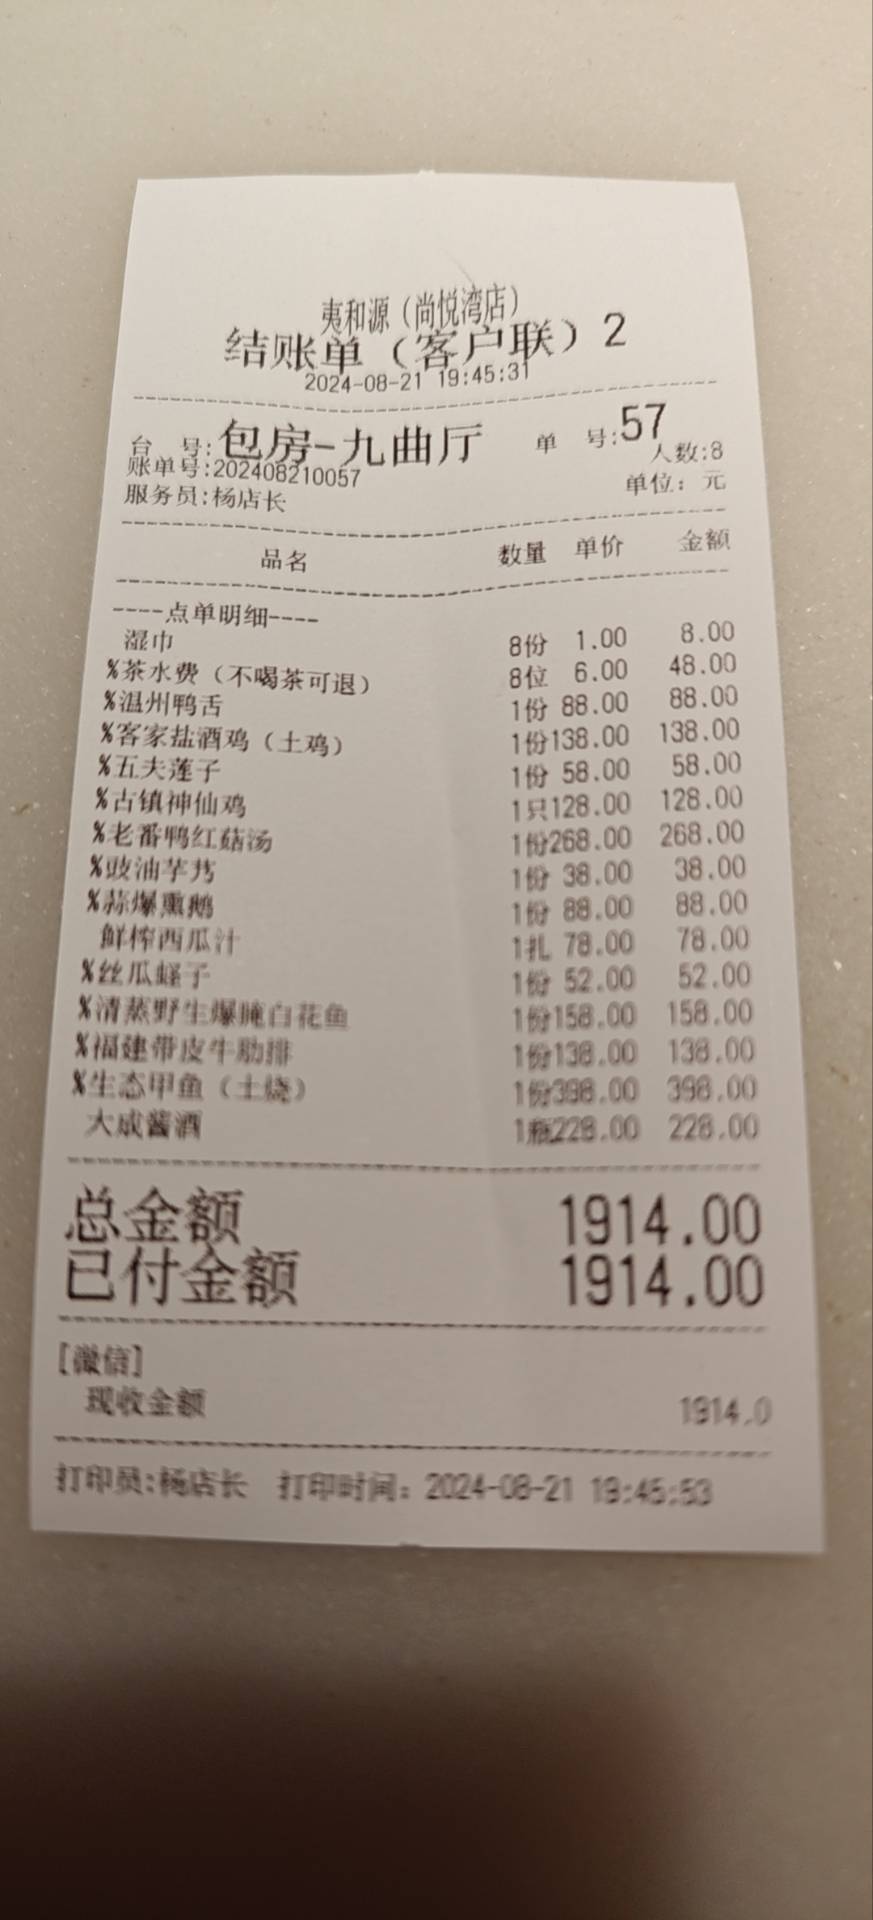 夷和源（尚悦湾店）
结账单（客户联）2
2024-08-21 19:45:31
台 号:包房-九曲厅 单 号:57
账单号:202408210057 人数:8
服务员:杨店长 单位：元
品名 数量 单价 金额
----点单明细----
湿巾 8份 1.00 8.00
%茶水费（不喝茶可退） 8位 6.00 48.00
%温州鸭舌 1份 88.00 88.00
%客家盐酒鸡（土鸡） 1份138.00 138.00
%五夫莲子 1份 58.00 58.00
%古镇神仙鸡 1只128.00 128.00
%老番鸭红菇汤 1份268.00 268.00
%豉油芋艿 1份 38.00 38.00
%蒜爆熏鹅 1份 88.00 88.00
鲜榨西瓜汁 1扎 78.00 78.00
%丝瓜蛏子 1份 52.00 52.00
%清蒸野生爆腌白花鱼 1份158.00 158.00
%福建带皮牛肋排 1份138.00 138.00
%生态甲鱼（土烧） 1份398.00 398.00
大成酱酒 1瓶228.00 228.00
总金额 1914.00
已付金额 1914.00
[微信]
现收金额 1914.0
打印员:杨店长 打印时间：2024-08-21 19:45:53